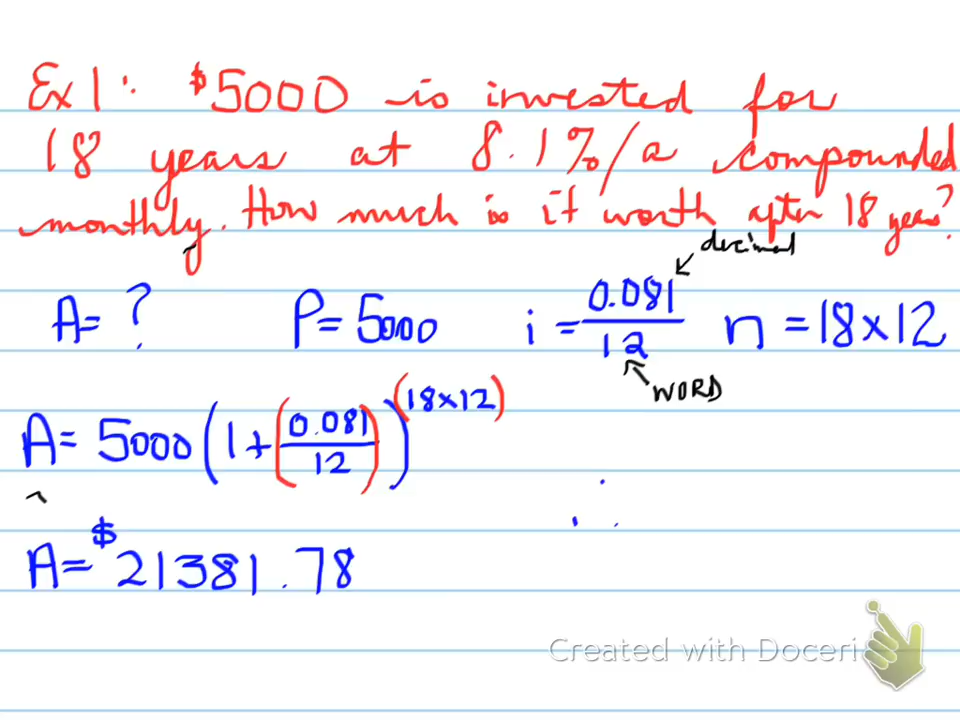 Ex 1: $5000 is invested for
18 years at 8.1%/a compounded
monthly. How much is it worth after 18 years?
decimal
A = ? P = 5000 i = 0.081/12 n = 18 x 12
WORD
A = 5000 (1 + (0.081/12))^(18x12)
A = $21381.78
Created with Doceri